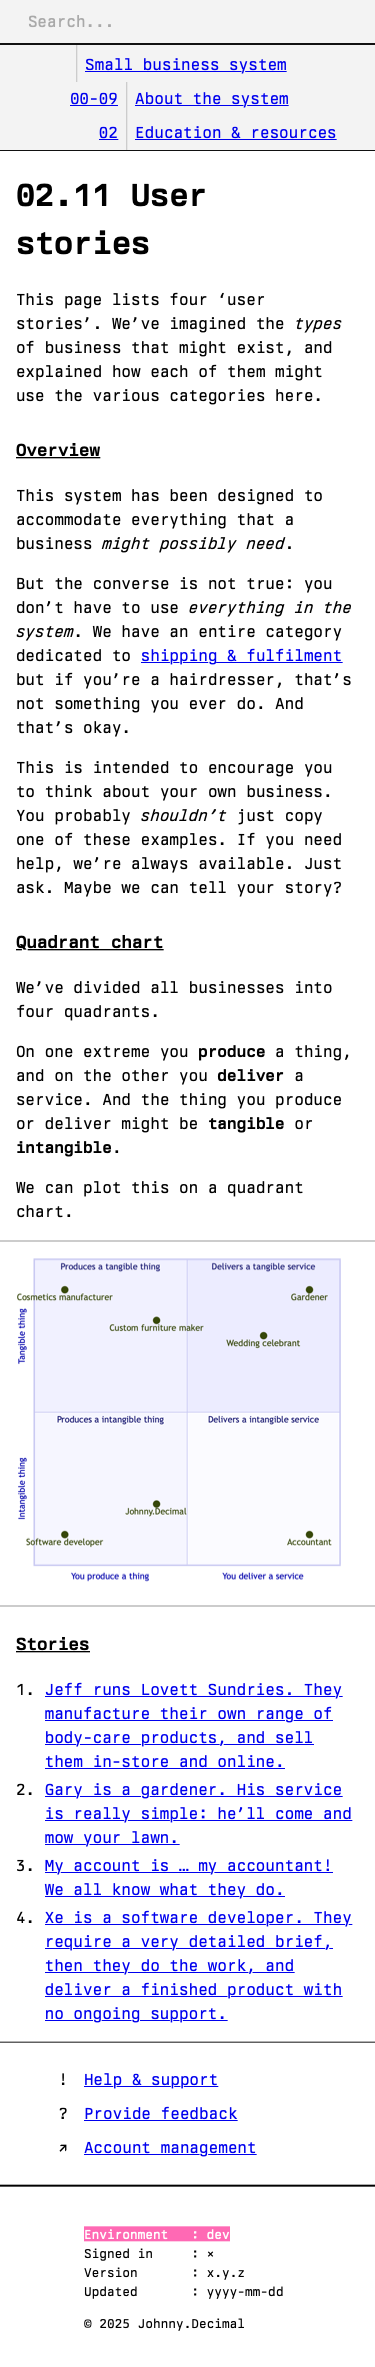 Search...
Small business system
00-09 About the system
02 Education & resources
02.11 User
stories
This page lists four ‘user
stories’. We’ve imagined the types
of business that might exist, and
explained how each of them might
use the various categories here.
Overview
This system has been designed to
accommodate everything that a
business might possibly need.
But the converse is not true: you
don’t have to use everything in the
system. We have an entire category
dedicated to shipping & fulfilment
but if you’re a hairdresser, that’s
not something you ever do. And
that’s okay.
This is intended to encourage you
to think about your own business.
You probably shouldn’t just copy
one of these examples. If you need
help, we’re always available. Just
ask. Maybe we can tell your story?
Quadrant chart
We’ve divided all businesses into
four quadrants.
On one extreme you produce a thing,
and on the other you deliver a
service. And the thing you produce
or deliver might be tangible or
intangible.
We can plot this on a quadrant
chart.
Produces a tangible thing
Delivers a tangible service
Cosmetics manufacturer
Gardener
Custom furniture maker
Wedding celebrant
Tangible thing
Produces a intangible thing
Delivers a intangible service
Intangible thing
Johnny.Decimal
Software developer
Accountant
You produce a thing
You deliver a service
Stories
1. Jeff runs Lovett Sundries. They
manufacture their own range of
body-care products, and sell
them in-store and online.
2. Gary is a gardener. His service
is really simple: he’ll come and
mow your lawn.
3. My account is … my accountant!
We all know what they do.
4. Xe is a software developer. They
require a very detailed brief,
then they do the work, and
deliver a finished product with
no ongoing support.
! Help & support
? Provide feedback
↗ Account management
Environment : dev
Signed in : ×
Version : x.y.z
Updated : yyyy-mm-dd
© 2025 Johnny.Decimal